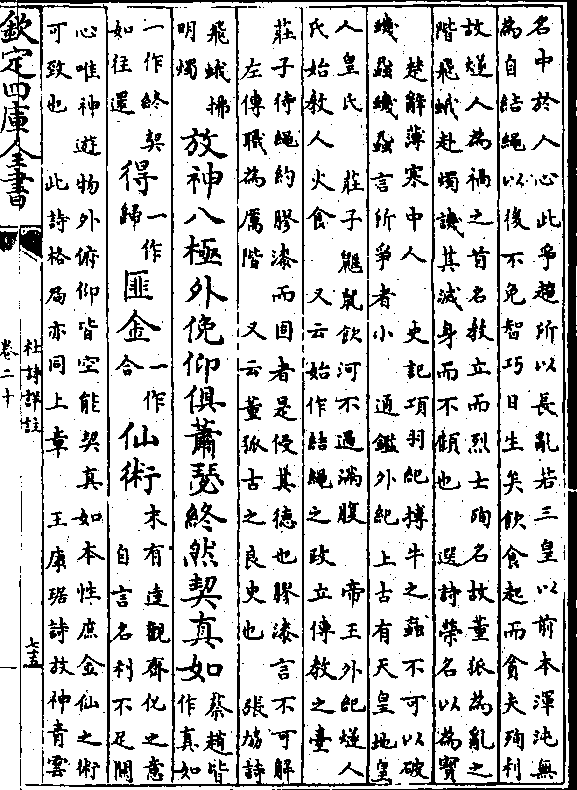 名中於人心此爭趨所以長亂若三皇以前本渾沌無
為自結繩以後不免智巧日生矣飲食起而貪夫殉利
故燧人為禍之首名教立而烈士殉名故董狐為亂之
階飛蛾赴燭譏其滅身而不顧也 選詩榮名以為寳
楚辭薄寒中人 史記項羽紀搏牛之蝱不可以破
蟣蝨蟣蝨言所爭者小 通鑑外紀上古有天皇地皇
人皇氏 莊子鼴鼠飲河不過滿腹 帝王外紀燧人
氏始教人火食 又云始作結繩之政立傳教之臺
莊子待繩約膠漆而固者是侵其德也膠漆言不可解
左傳職為厲階 又云董狐古之良史也 張協詩
飛蛾拂
明燭
放神八極外俛仰俱蕭瑟終然契真如
蔡趙皆
作真如
一作終契
如往還
得
一作
歸
匪金
一作
合
仙術
末有達觀齊化之意
自言名利不足關
心唯神遊物外俯仰皆空能契真如本性庶金仙之術
可致也 此詩格局亦同上章 王康琚詩放神青雲
欽定四庫全書
杜詩詳註
卷二十
七五